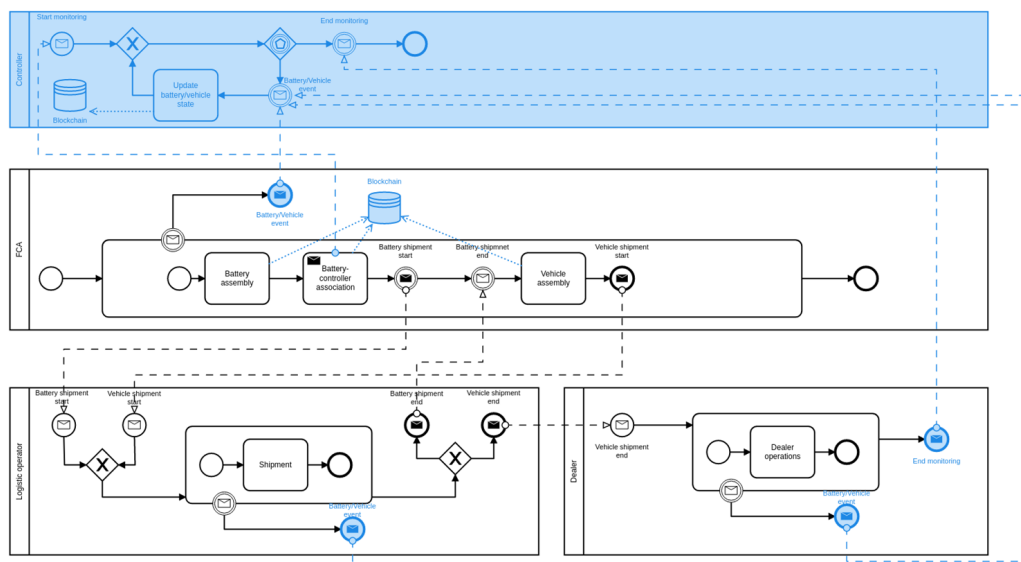 Start monitoring
End monitoring
Controller
Update
battery/vehicle
state
Battery/Vehicle
event
Blockchain
FCA
Blockchain
Battery/Vehicle
event
Battery shipment
start
Battery shipmnet
end
Vehicle shipment
start
Battery
assembly
Battery-
controller
association
Vehicle
assembly
Logistic operator
Battery shipment
start
Vehicle shipment
start
Battery shipment
end
Vehicle shipment
end
Shipment
Battery/Vehicle
event
Dealer
Vehicle shipment
end
Dealer
operations
End monitoring
Battery/Vehicle
event